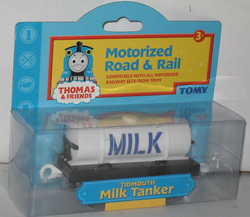 Motorized
Road & Rail
3+
COMPATIBLE WITH ALL MOTORIZED
RAILWAY SETS FROM TOMY
THOMAS
& FRIENDS
TOMY
MILK
TIDMOUTH
Milk Tanker